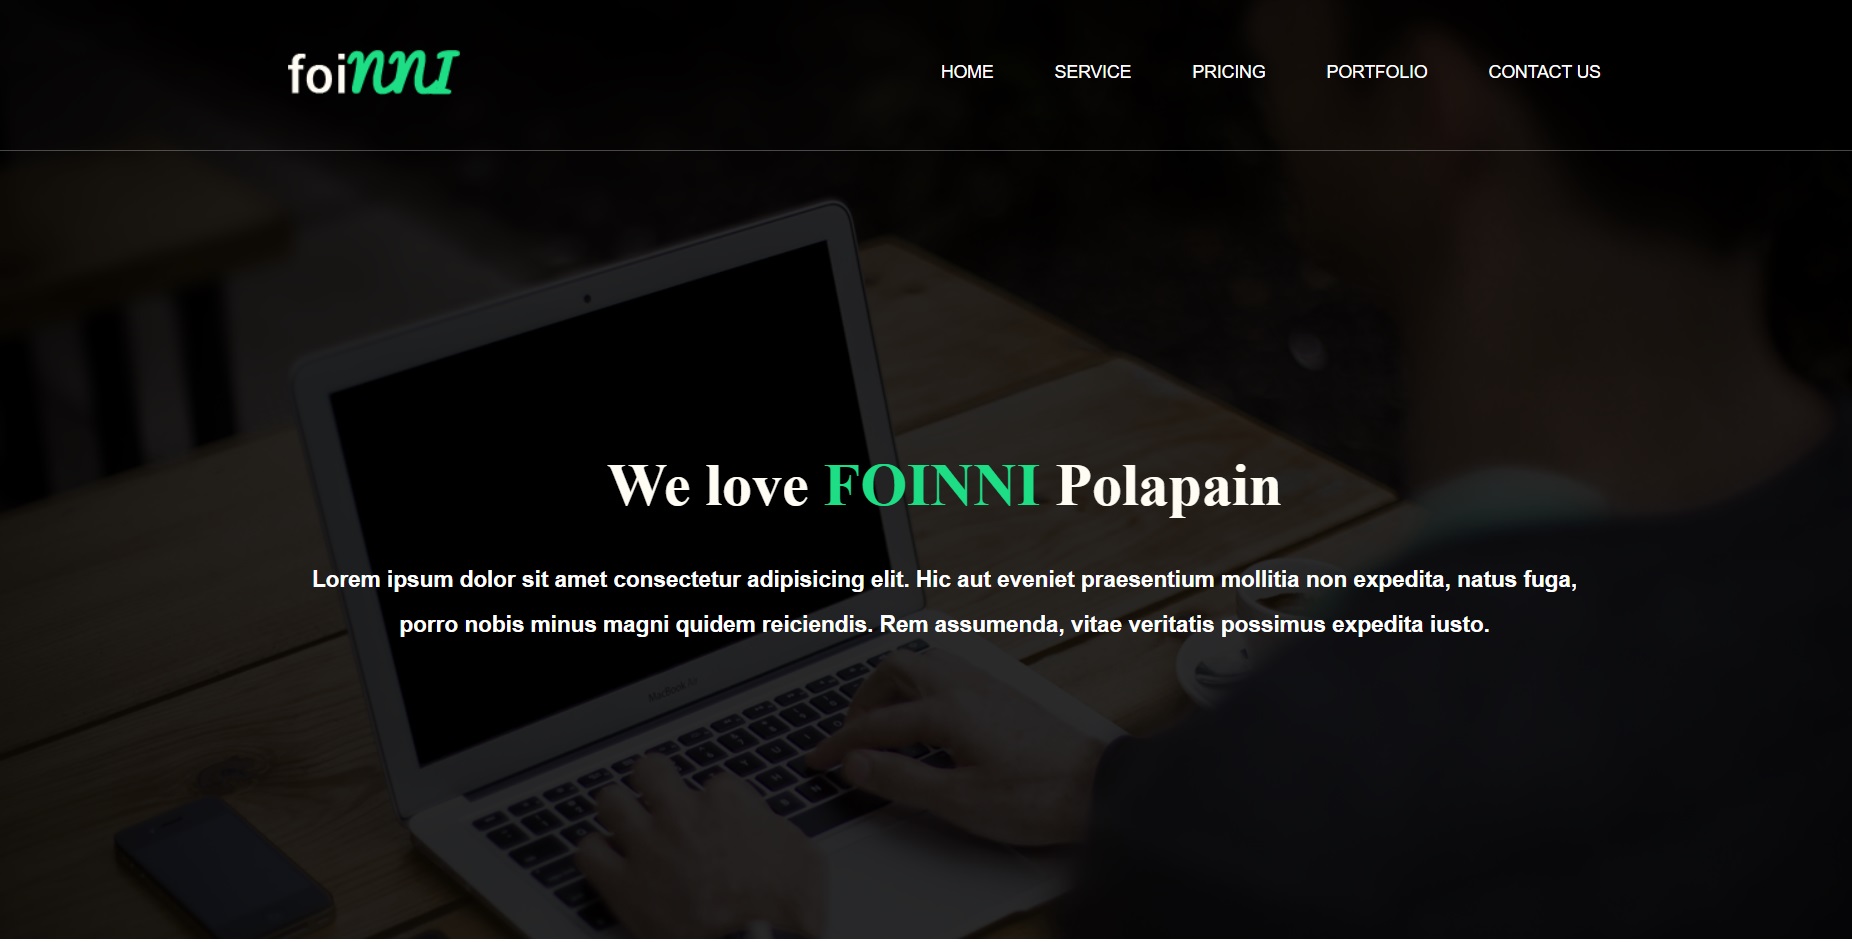 foiNNI
HOME SERVICE PRICING PORTFOLIO CONTACT US
We love FOINNI Polapain
Lorem ipsum dolor sit amet consectetur adipisicing elit. Hic aut eveniet praesentium mollitia non expedita, natus fuga,
porro nobis minus magni quidem reiciendis. Rem assumenda, vitae veritatis possimus expedita iusto.
MacBook Air